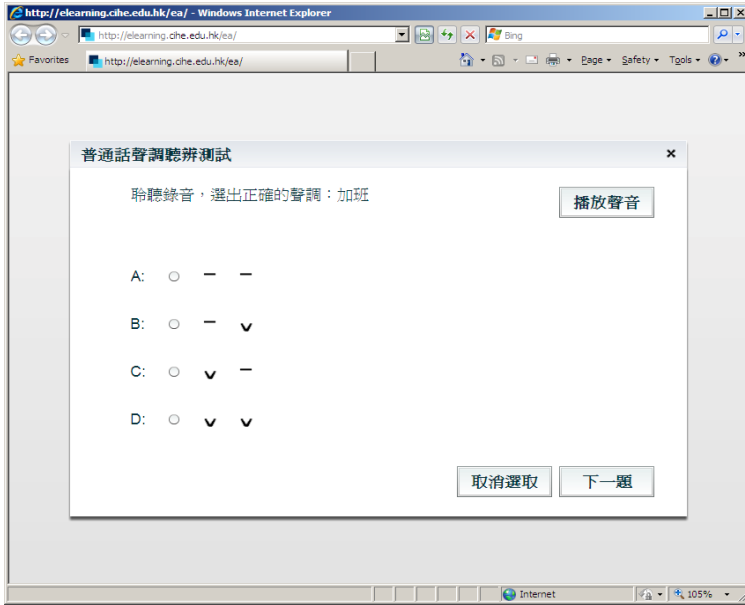 http://elearning.cihe.edu.hk/ea/ - Windows Internet Explorer
http://elearning.cihe.edu.hk/ea/
Bing
Favorites
http://elearning.cihe.edu.hk/ea/
Page
Safety
Tools
普通話聲調聽辨測試
聆聽錄音，選出正確的聲調：加班
播放聲音
A: ˉ ˉ
B: ˉ ˇ
C: ˇ ˉ
D: ˇ ˇ
取消選取
下一題
Internet
105%